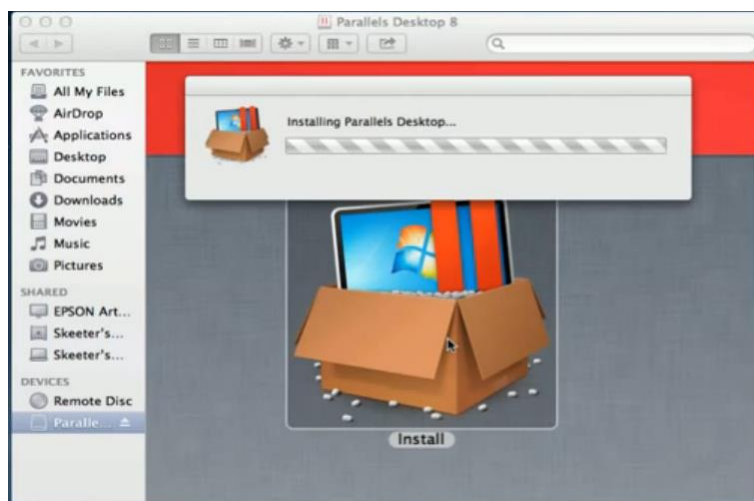 Parallels Desktop 8
FAVORITES
All My Files
AirDrop
Applications
Desktop
Documents
Downloads
Movies
Music
Pictures
SHARED
EPSON Art...
Skeeter's...
Skeeter's...
DEVICES
Remote Disc
Paralle...
Installing Parallels Desktop...
Install